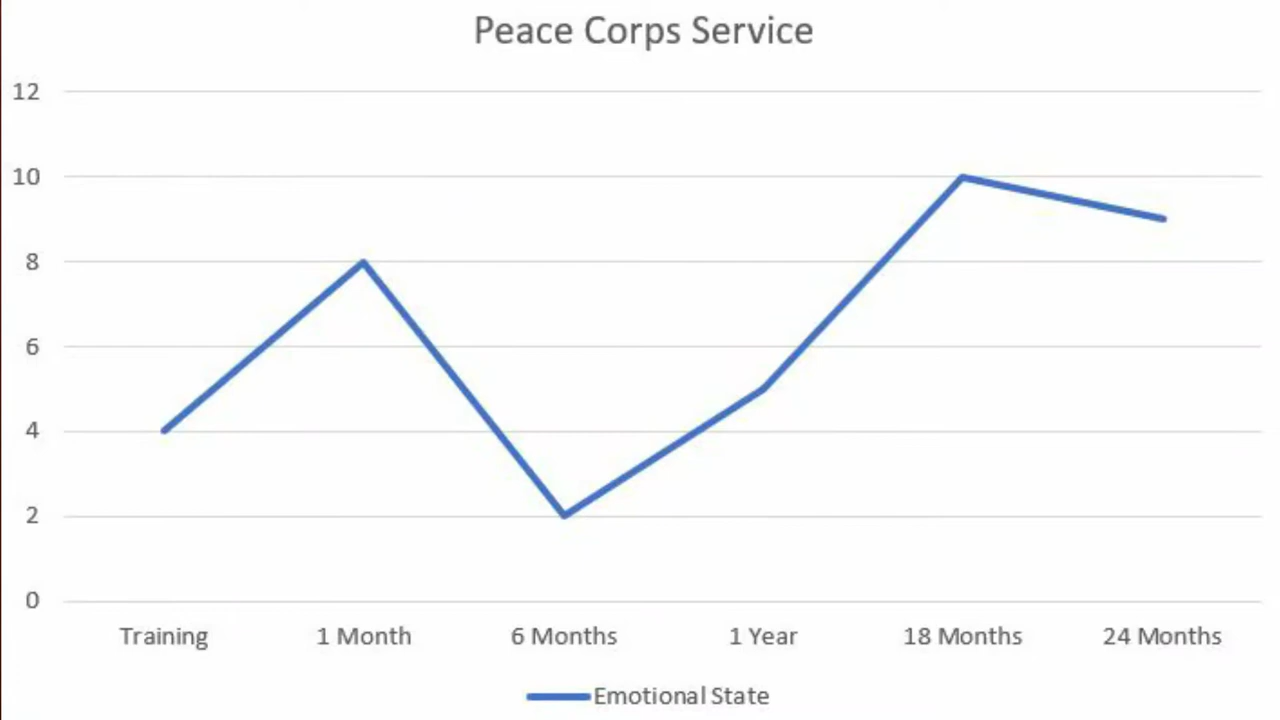 Peace Corps Service
12
10
8
6
4
2
0
Training 1 Month 6 Months 1 Year 18 Months 24 Months
Emotional State